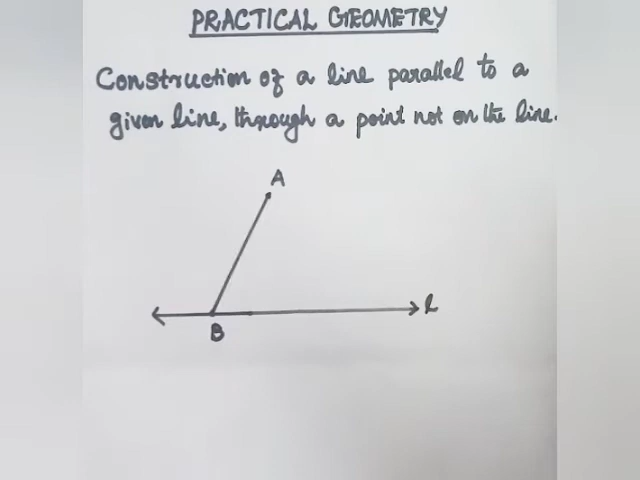 PRACTICAL GEOMETRY
Construction of a line parallel to a
given line, through a point not on the line.
A
l
B